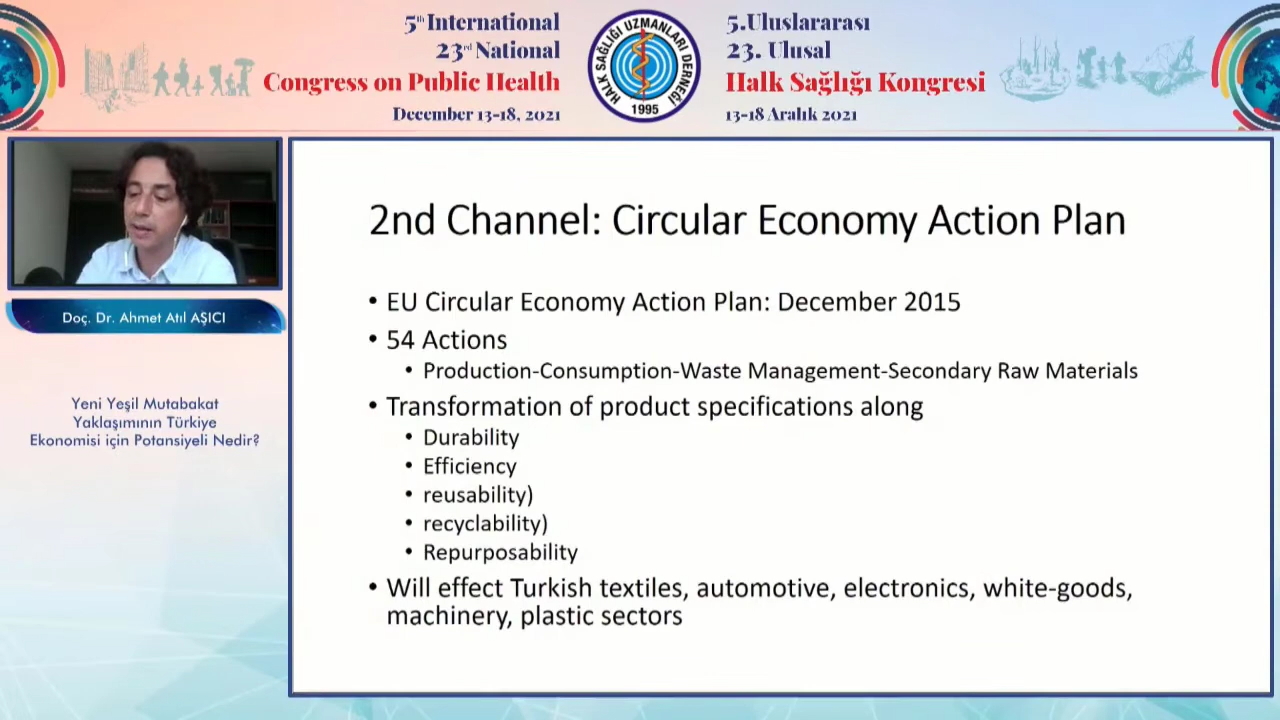 5th International
23rd National
Congress on Public Health
December 13-18, 2021
HALK SAĞLIĞI UZMANLARI DERNEĞİ
1995
5.Uluslararası
23. Ulusal
Halk Sağlığı Kongresi
13-18 Aralık 2021
Doç. Dr. Ahmet Atıl AŞICI
Yeni Yeşil Mutabakat
Yaklaşımının Türkiye
Ekonomisi için Potansiyeli Nedir?
2nd Channel: Circular Economy Action Plan
• EU Circular Economy Action Plan: December 2015
• 54 Actions
• Production-Consumption-Waste Management-Secondary Raw Materials
• Transformation of product specifications along
• Durability
• Efficiency
• reusability)
• recyclability)
• Repurposability
• Will effect Turkish textiles, automotive, electronics, white-goods,
machinery, plastic sectors